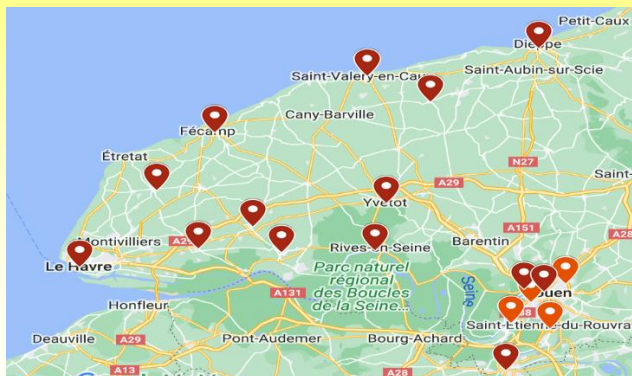 Petit-Caux
Dieppe
Saint-Valery-en-Caux
Saint-Aubin-sur-Scie
Cany-Barville
Fécamp
Étretat
N27
A29
Yvetot
A151
A28
Montivilliers
A29
Rives-en-Seine
Barentin
Le Havre
Parc naturel
régional
des Boucles
de la Seine...
Seine
A131
Rouen
Honfleur
Saint-Étienne-du-Rouvray
A29
Deauville
Pont-Audemer
Bourg-Achard
A13
A28